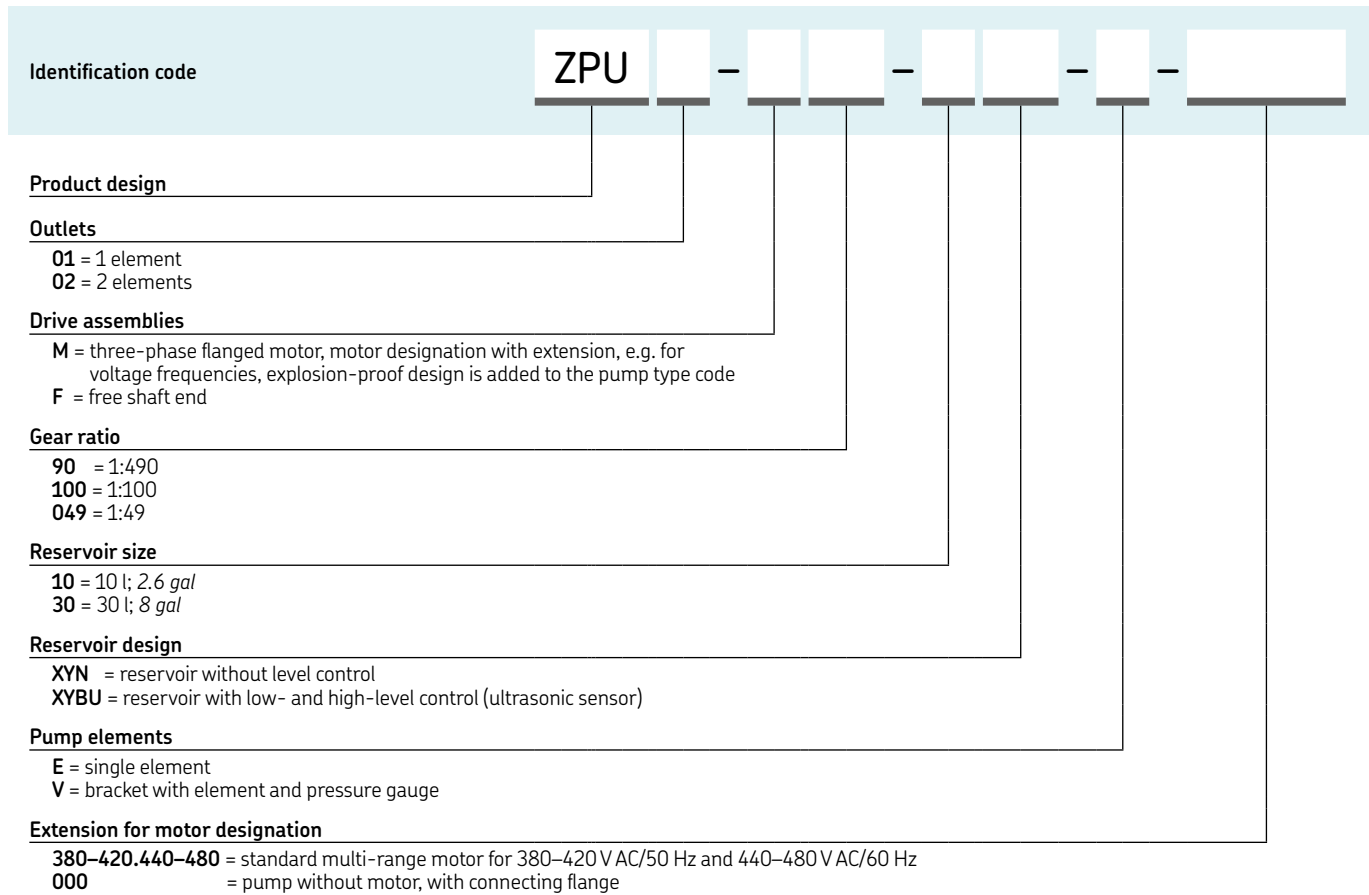 Identification code ZPU – – – –
Product design
Outlets
01 = 1 element
02 = 2 elements
Drive assemblies
M = three-phase flanged motor, motor designation with extension, e.g. for
voltage frequencies, explosion-proof design is added to the pump type code
F = free shaft end
Gear ratio
90 = 1:490
100 = 1:100
049 = 1:49
Reservoir size
10 = 10 l; 2.6 gal
30 = 30 l; 8 gal
Reservoir design
XYN = reservoir without level control
XYBU = reservoir with low- and high-level control (ultrasonic sensor)
Pump elements
E = single element
V = bracket with element and pressure gauge
Extension for motor designation
380–420.440–480 = standard multi-range motor for 380–420 V AC/50 Hz and 440–480 V AC/60 Hz
000 = pump without motor, with connecting flange